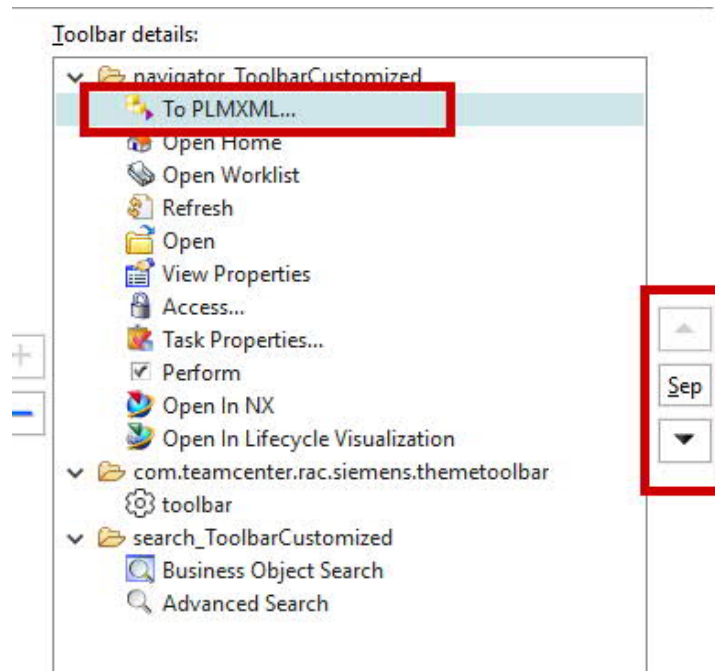 Toolbar details:
navigator_ToolbarCustomized
To PLMXML...
Open Home
Open Worklist
Refresh
Open
View Properties
Access...
Task Properties...
Perform
Open In NX
Open In Lifecycle Visualization
com.teamcenter.rac.siemens.themetoolbar
toolbar
search_ToolbarCustomized
Business Object Search
Advanced Search
Sep